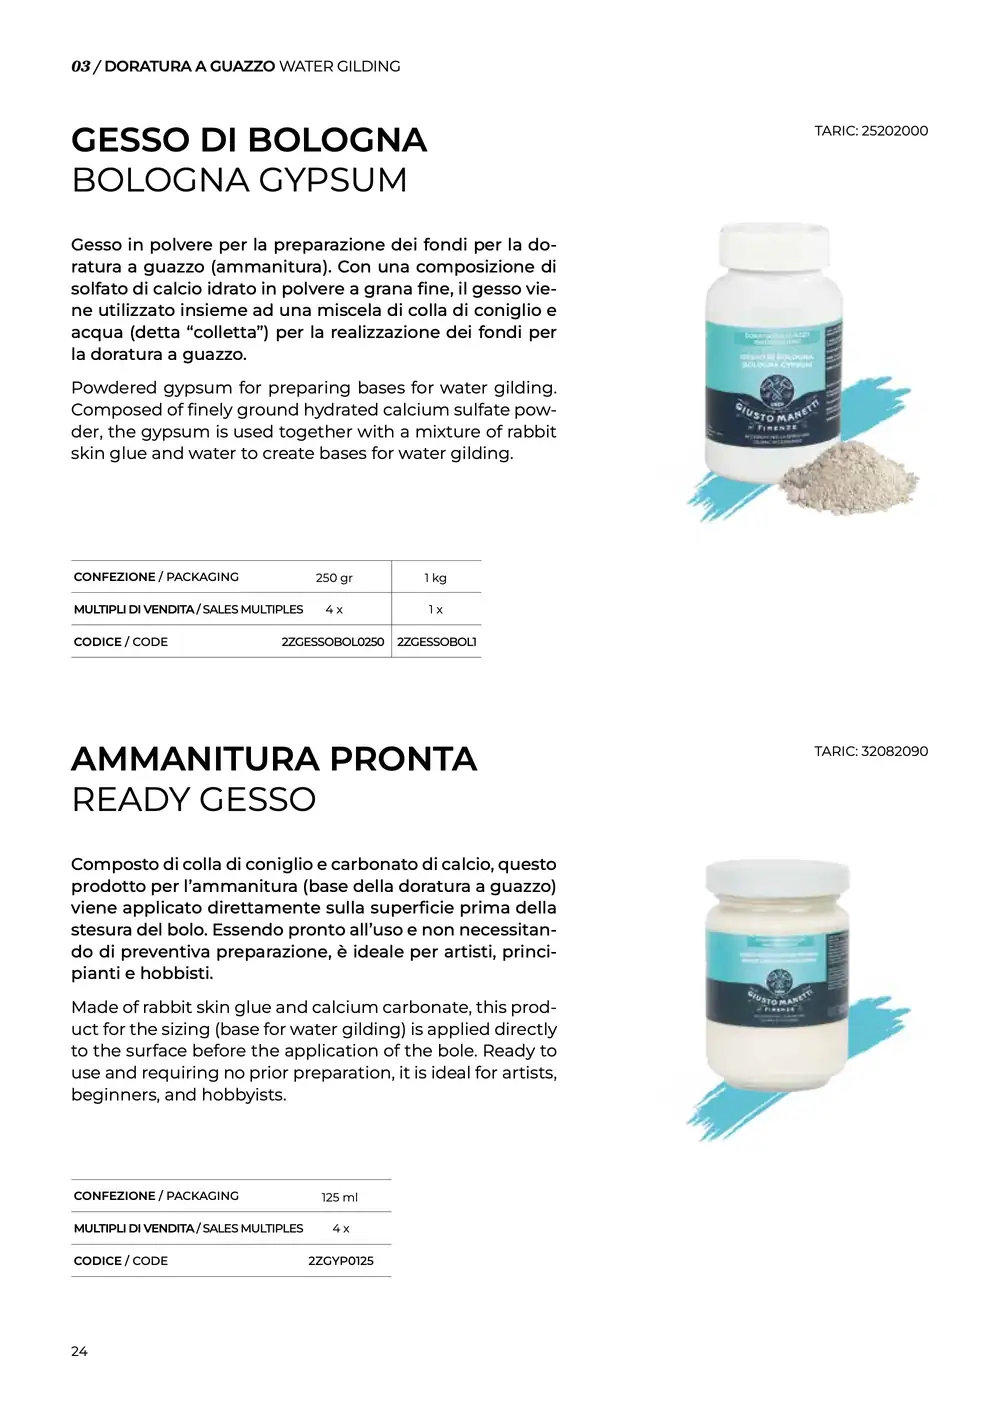 03 / DORATURA A GUAZZO WATER GILDING
GESSO DI BOLOGNA
BOLOGNA GYPSUM
TARIC: 25202000
Gesso in polvere per la preparazione dei fondi per la do-
ratura a guazzo (ammanitura). Con una composizione di
solfato di calcio idrato in polvere a grana fine, il gesso vie-
ne utilizzato insieme ad una miscela di colla di coniglio e
acqua (detta “colletta”) per la realizzazione dei fondi per
la doratura a guazzo.
Powdered gypsum for preparing bases for water gilding.
Composed of finely ground hydrated calcium sulfate pow-
der, the gypsum is used together with a mixture of rabbit
skin glue and water to create bases for water gilding.
GESSO DI BOLOGNA
BOLOGNA GYPSUM
GIUSTO MANETTI
FIRENZE
CONFEZIONE / PACKAGING 250 gr 1 kg
MULTIPLI DI VENDITA / SALES MULTIPLES 4 x 1 x
CODICE / CODE 2ZGESSOBOL0250 2ZGESSOBOL1
AMMANITURA PRONTA
READY GESSO
TARIC: 32082090
Composto di colla di coniglio e carbonato di calcio, questo
prodotto per l’ammanitura (base della doratura a guazzo)
viene applicato direttamente sulla superficie prima della
stesura del bolo. Essendo pronto all’uso e non necessitan-
do di preventiva preparazione, è ideale per artisti, princi-
pianti e hobbisti.
Made of rabbit skin glue and calcium carbonate, this prod-
uct for the sizing (base for water gilding) is applied directly
to the surface before the application of the bole. Ready to
use and requiring no prior preparation, it is ideal for artists,
beginners, and hobbyists.
GIUSTO MANETTI
FIRENZE
CONFEZIONE / PACKAGING 125 ml
MULTIPLI DI VENDITA / SALES MULTIPLES 4 x
CODICE / CODE 2ZGYP0125
24